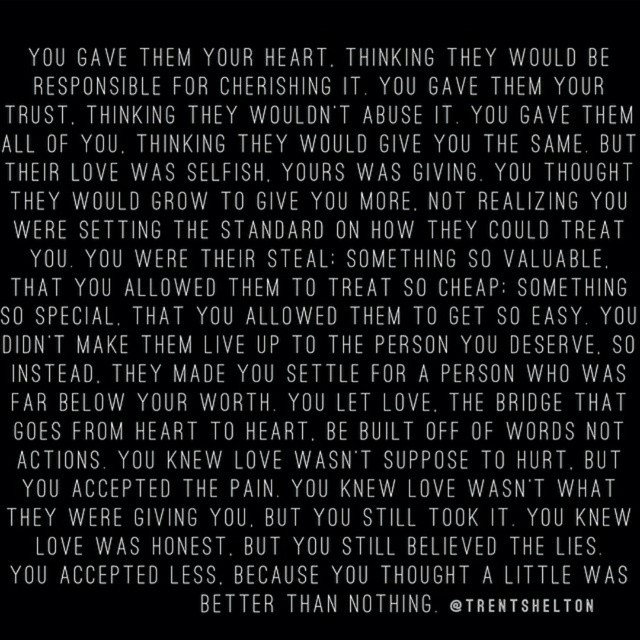 YOU GAVE THEM YOUR HEART, THINKING THEY WOULD BE
RESPONSIBLE FOR CHERISHING IT. YOU GAVE THEM YOUR
TRUST, THINKING THEY WOULDN'T ABUSE IT. YOU GAVE THEM
ALL OF YOU, THINKING THEY WOULD GIVE YOU THE SAME. BUT
THEIR LOVE WAS SELFISH, YOURS WAS GIVING. YOU THOUGHT
THEY WOULD GROW TO GIVE YOU MORE, NOT REALIZING YOU
WERE SETTING THE STANDARD ON HOW THEY COULD TREAT
YOU. YOU WERE THEIR STEAL: SOMETHING SO VALUABLE,
THAT YOU ALLOWED THEM TO TREAT SO CHEAP; SOMETHING
SO SPECIAL, THAT YOU ALLOWED THEM TO GET SO EASY. YOU
DIDN'T MAKE THEM LIVE UP TO THE PERSON YOU DESERVE, SO
INSTEAD, THEY MADE YOU SETTLE FOR A PERSON WHO WAS
FAR BELOW YOUR WORTH. YOU LET LOVE, THE BRIDGE THAT
GOES FROM HEART TO HEART, BE BUILT OFF OF WORDS NOT
ACTIONS. YOU KNEW LOVE WASN'T SUPPOSE TO HURT, BUT
YOU ACCEPTED THE PAIN. YOU KNEW LOVE WASN'T WHAT
THEY WERE GIVING YOU, BUT YOU STILL TOOK IT. YOU KNEW
LOVE WAS HONEST, BUT YOU STILL BELIEVED THE LIES.
YOU ACCEPTED LESS, BECAUSE YOU THOUGHT A LITTLE WAS
BETTER THAN NOTHING. @TRENTSHELTON